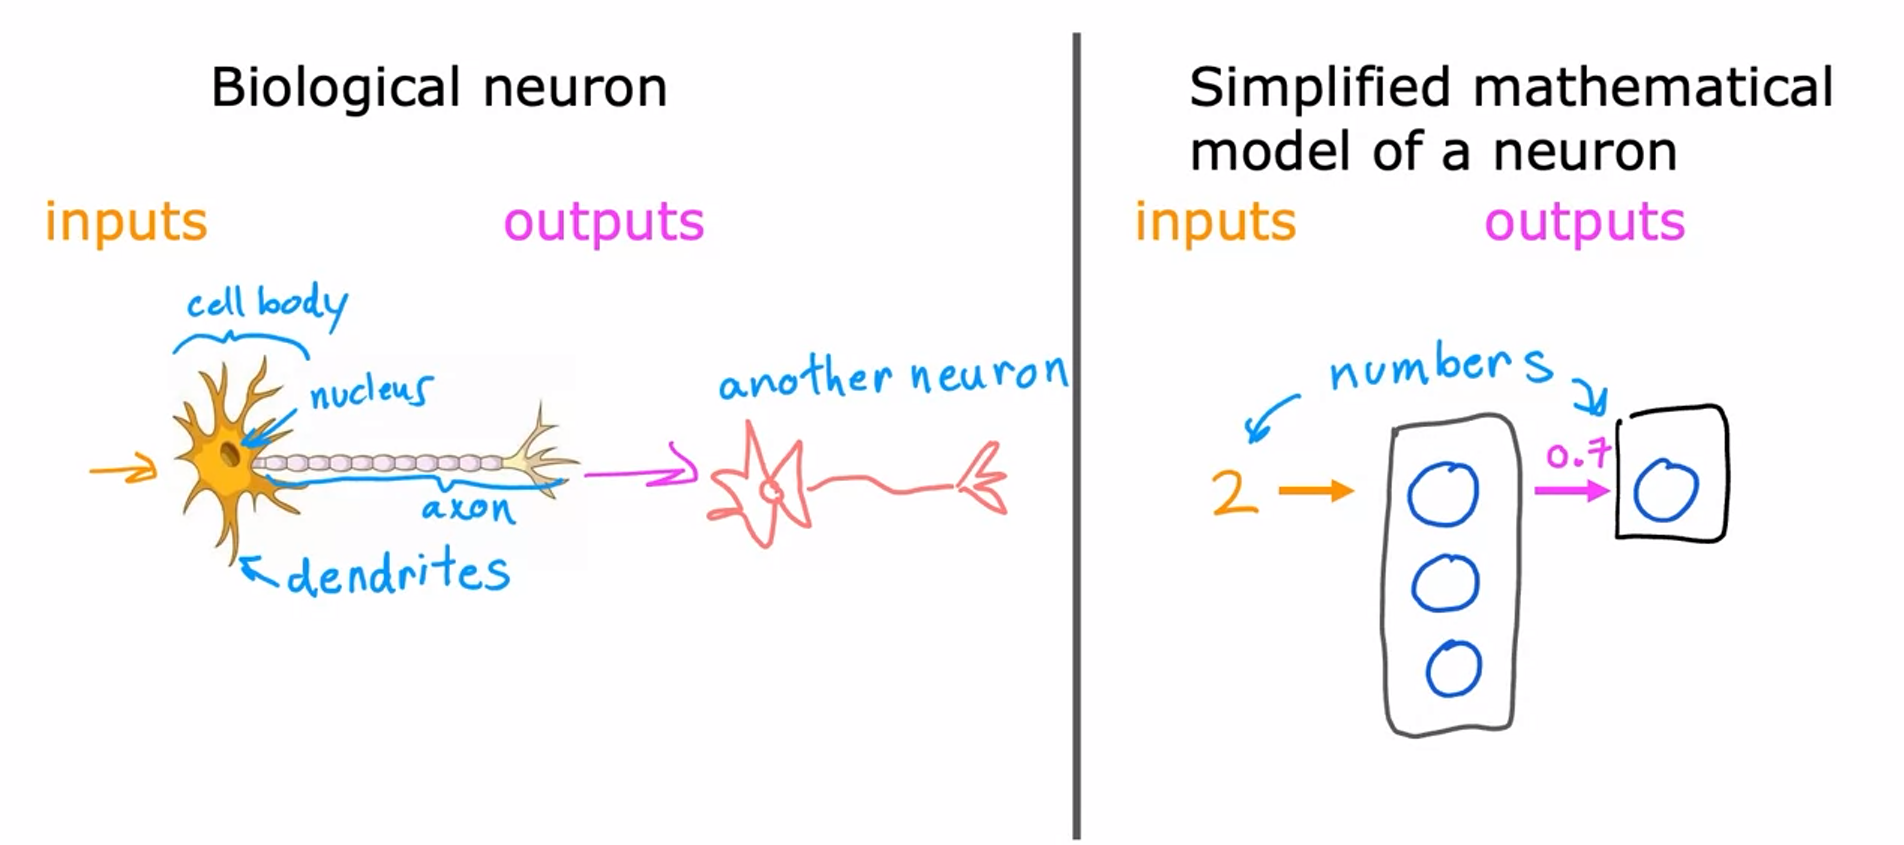 Biological neuron
inputs
outputs
cell body
nucleus
another neuron
axon
dendrites
Simplified mathematical
model of a neuron
inputs
outputs
numbers
0.7
2